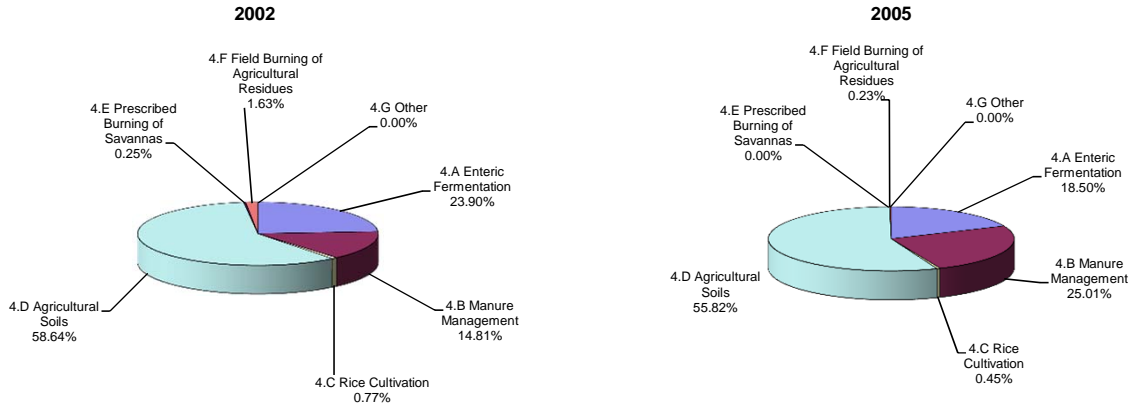 2002
4.F Field Burning of
Agricultural
Residues
1.63%
4.E Prescribed
Burning of
Savannas
0.25%
4.G Other
0.00%
4.A Enteric
Fermentation
23.90%
4.D Agricultural
Soils
58.64%
4.B Manure
Management
14.81%
4.C Rice Cultivation
0.77%
2005
4.F Field Burning of
Agricultural
Residues
0.23%
4.E Prescribed
Burning of
Savannas
0.00%
4.G Other
0.00%
4.A Enteric
Fermentation
18.50%
4.D Agricultural
Soils
55.82%
4.B Manure
Management
25.01%
4.C Rice
Cultivation
0.45%